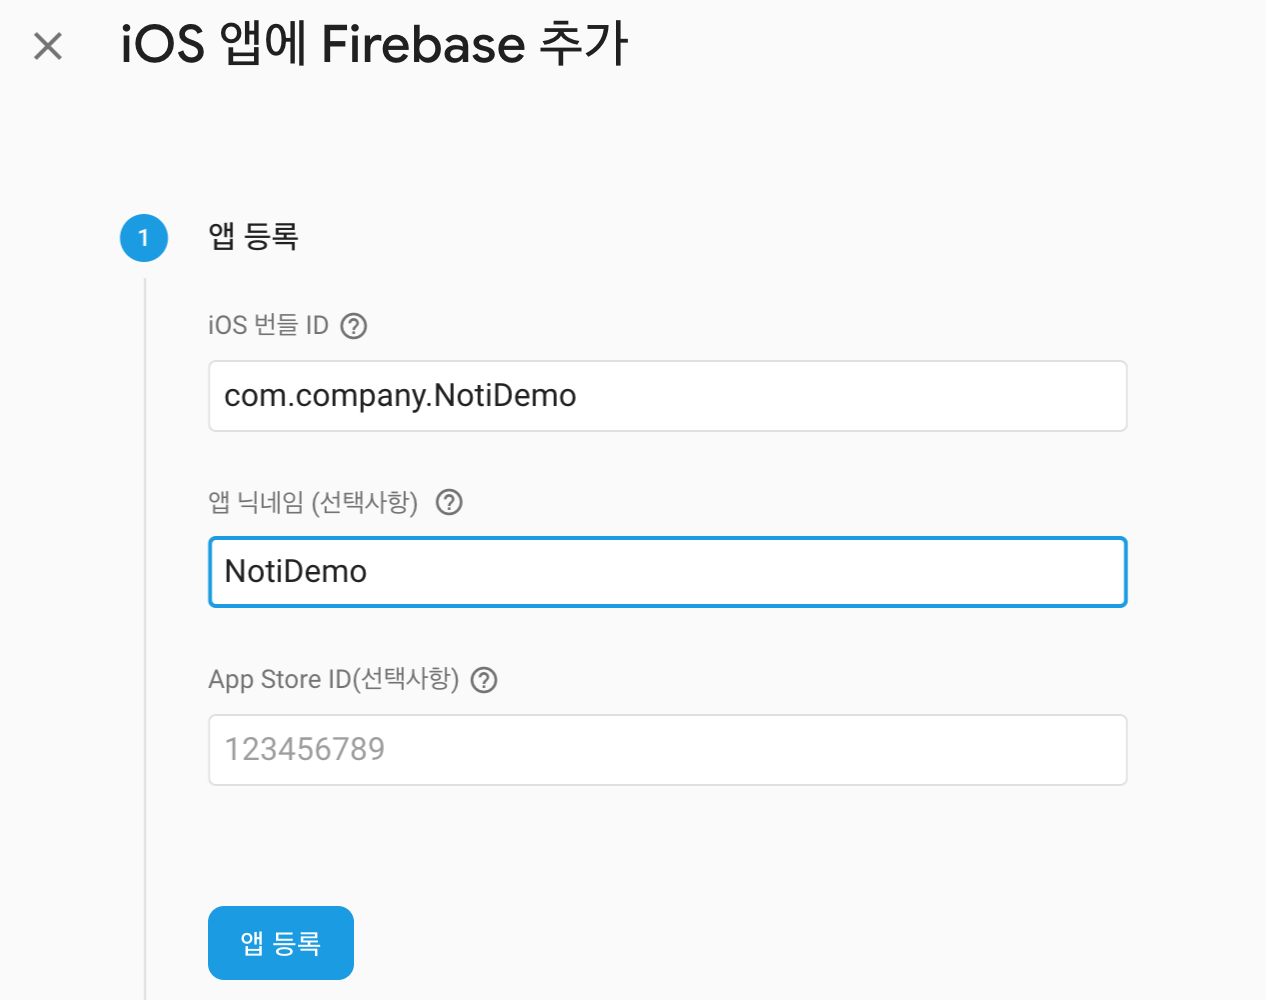 iOS 앱에 Firebase 추가
1 앱 등록
iOS 번들 ID ?
com.company.NotiDemo
앱 닉네임 (선택사항) ?
NotiDemo
App Store ID(선택사항) ?
123456789
앱 등록